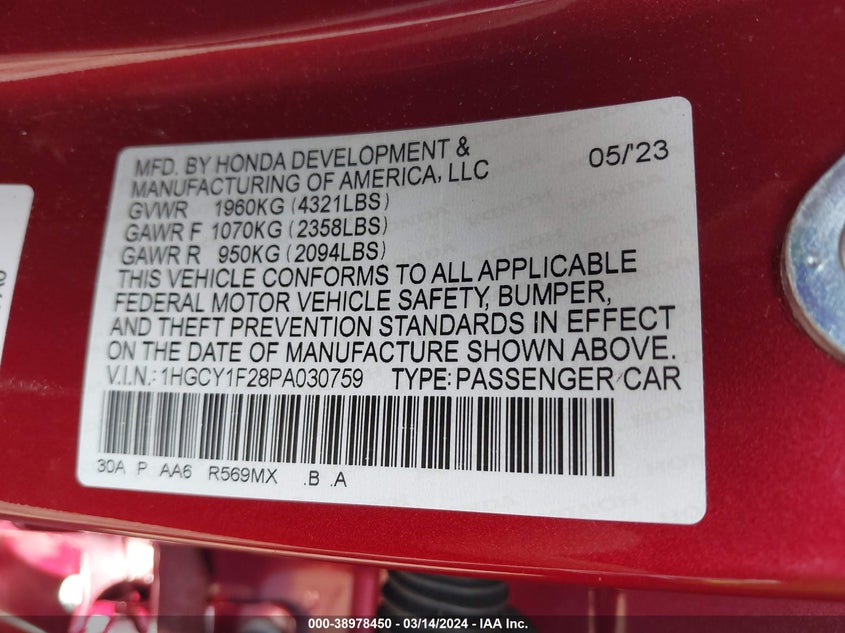 MFD. BY HONDA DEVELOPMENT &
MANUFACTURING OF AMERICA, LLC
05/'23
GVWR 1960KG (4321LBS)
GAWR F 1070KG (2358LBS)
GAWR R 950KG (2094LBS)
THIS VEHICLE CONFORMS TO ALL APPLICABLE
FEDERAL MOTOR VEHICLE SAFETY, BUMPER,
AND THEFT PREVENTION STANDARDS IN EFFECT
ON THE DATE OF MANUFACTURE SHOWN ABOVE.
V.I.N.: 1HGCY1F28PA030759 TYPE: PASSENGER CAR
30A P AA6 R569MX .B .A
000-38978450 - 03/14/2024 - IAA Inc.